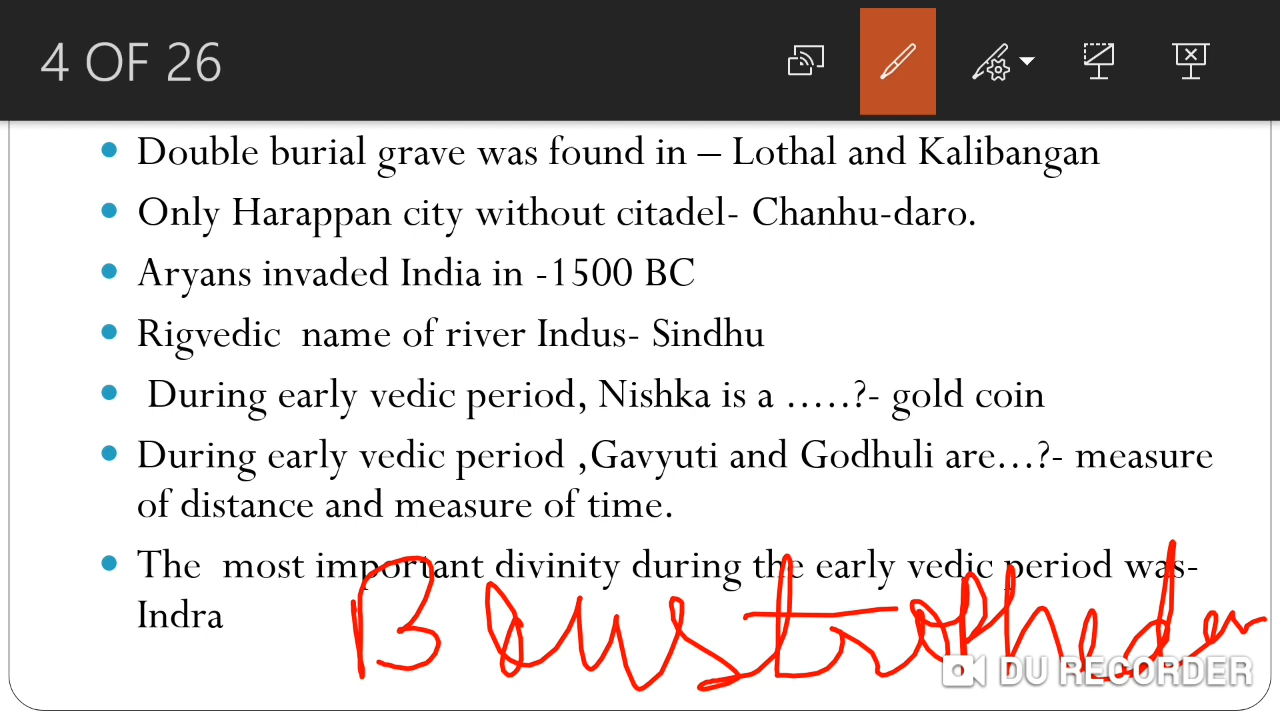 4 OF 26
Double burial grave was found in – Lothal and Kalibangan
Only Harappan city without citadel- Chanhu-daro.
Aryans invaded India in -1500 BC
Rigvedic name of river Indus- Sindhu
During early vedic period, Nishka is a .....?- gold coin
During early vedic period ,Gavyuti and Godhuli are...?- measure
of distance and measure of time.
The most important divinity during the early vedic period was-
Indra
Boustropheden
DU RECORDER